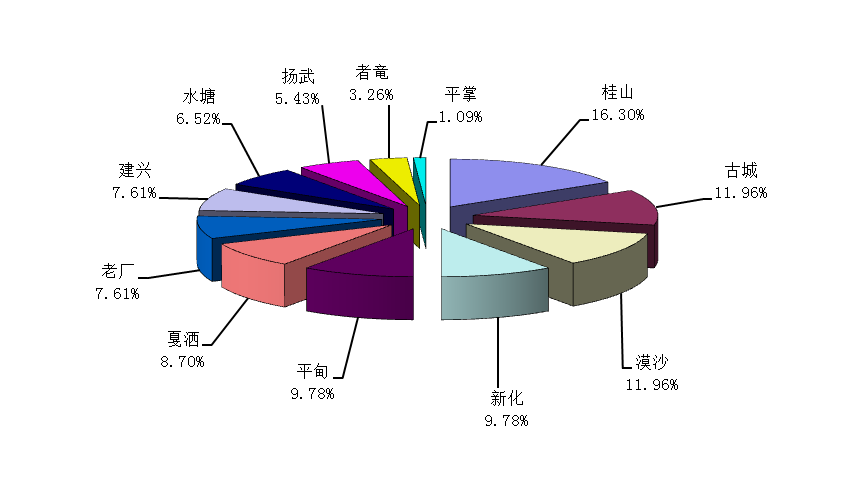 桂山
16.30%
古城
11.96%
漠沙
11.96%
新化
9.78%
平甸
9.78%
戛洒
8.70%
老厂
7.61%
建兴
7.61%
水塘
6.52%
扬武
5.43%
者竜
3.26%
平掌
1.09%